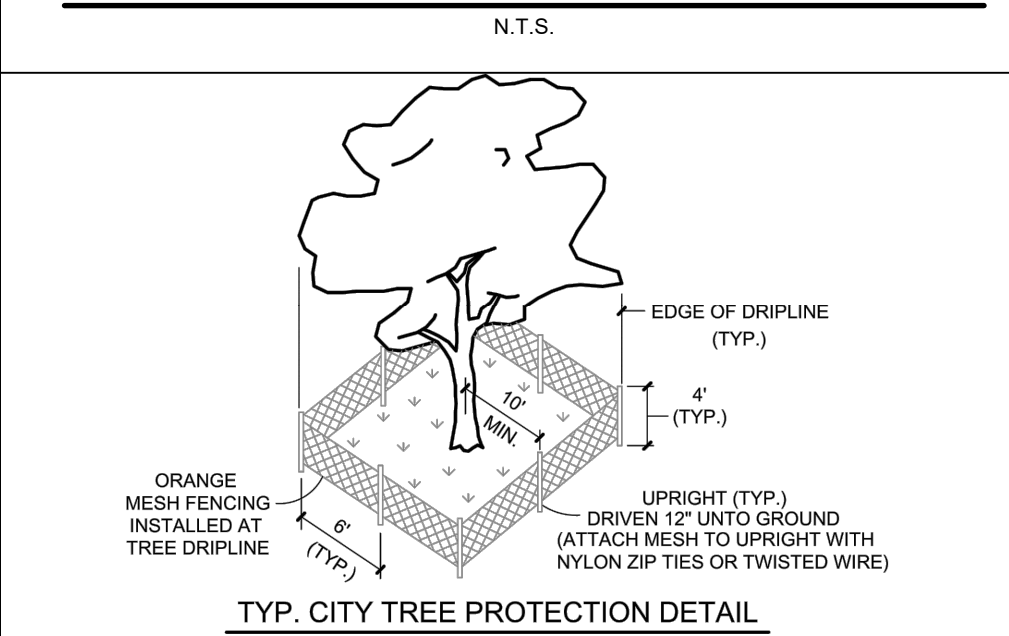 N.T.S.
EDGE OF DRIPLINE
(TYP.)
10'
MIN.
4'
(TYP.)
ORANGE
MESH FENCING
INSTALLED AT
TREE DRIPLINE
6'
(TYP.)
UPRIGHT (TYP.)
DRIVEN 12" UNTO GROUND
(ATTACH MESH TO UPRIGHT WITH
NYLON ZIP TIES OR TWISTED WIRE)
TYP. CITY TREE PROTECTION DETAIL